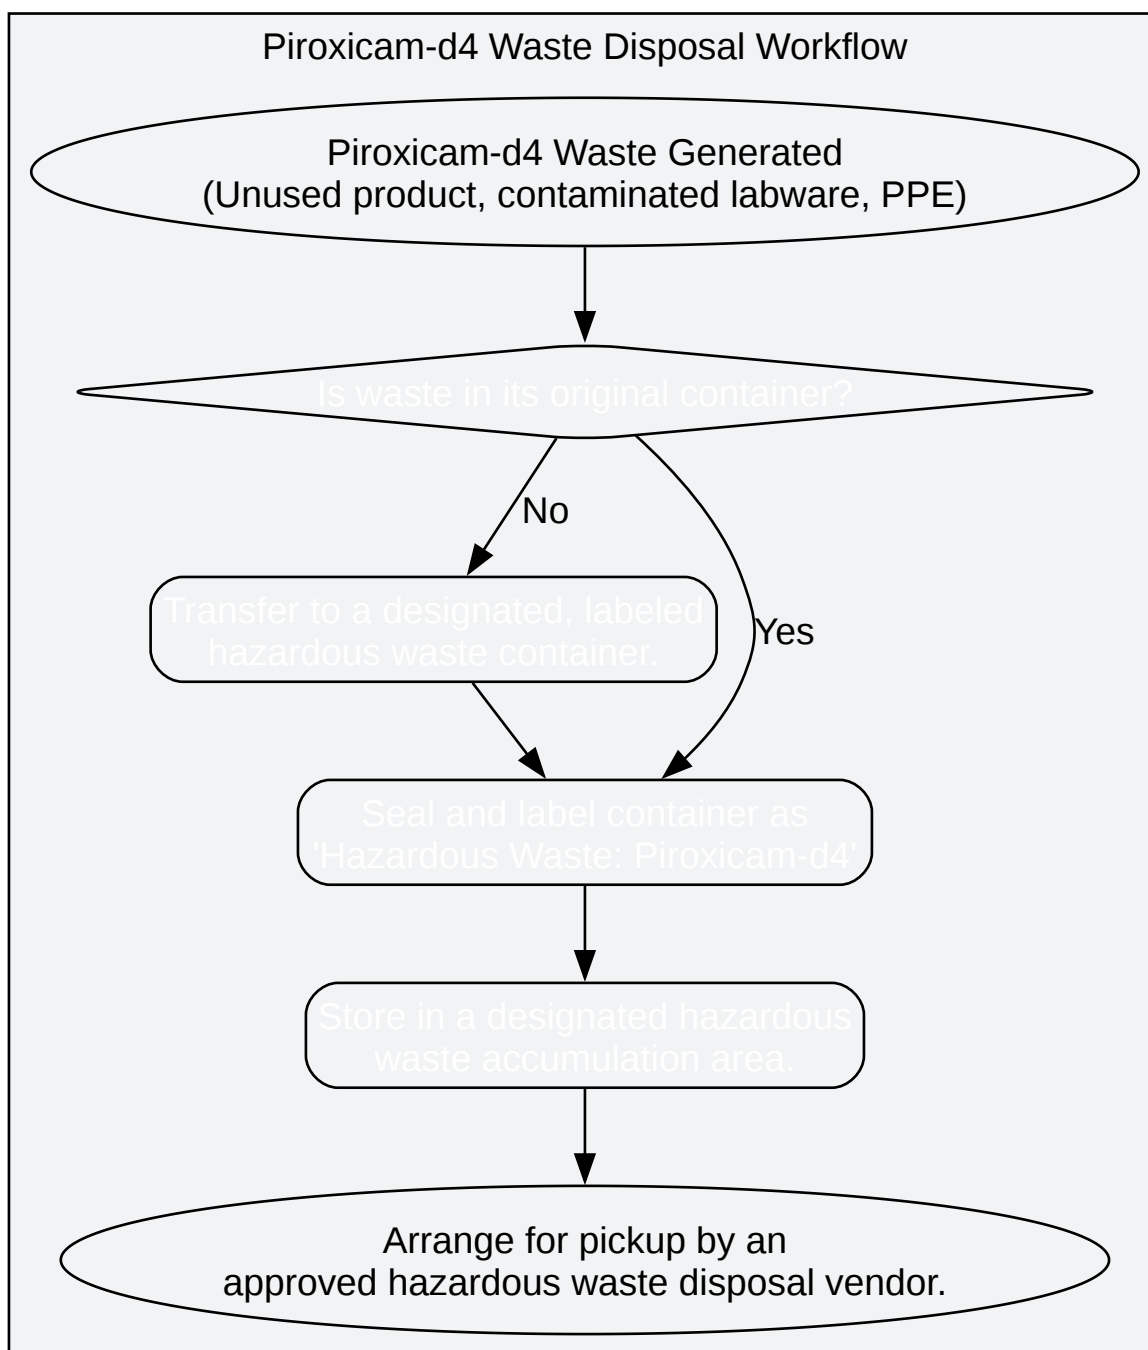 Piroxicam-d4 Waste Disposal Workflow
Piroxicam-d4 Waste Generated
(Unused product, contaminated labware, PPE)
Is waste in its original container?
No
Transfer to a designated, labeled
hazardous waste container.
Yes
Seal and label container as
'Hazardous Waste: Piroxicam-d4'
Store in a designated hazardous
waste accumulation area.
Arrange for pickup by an
approved hazardous waste disposal vendor.